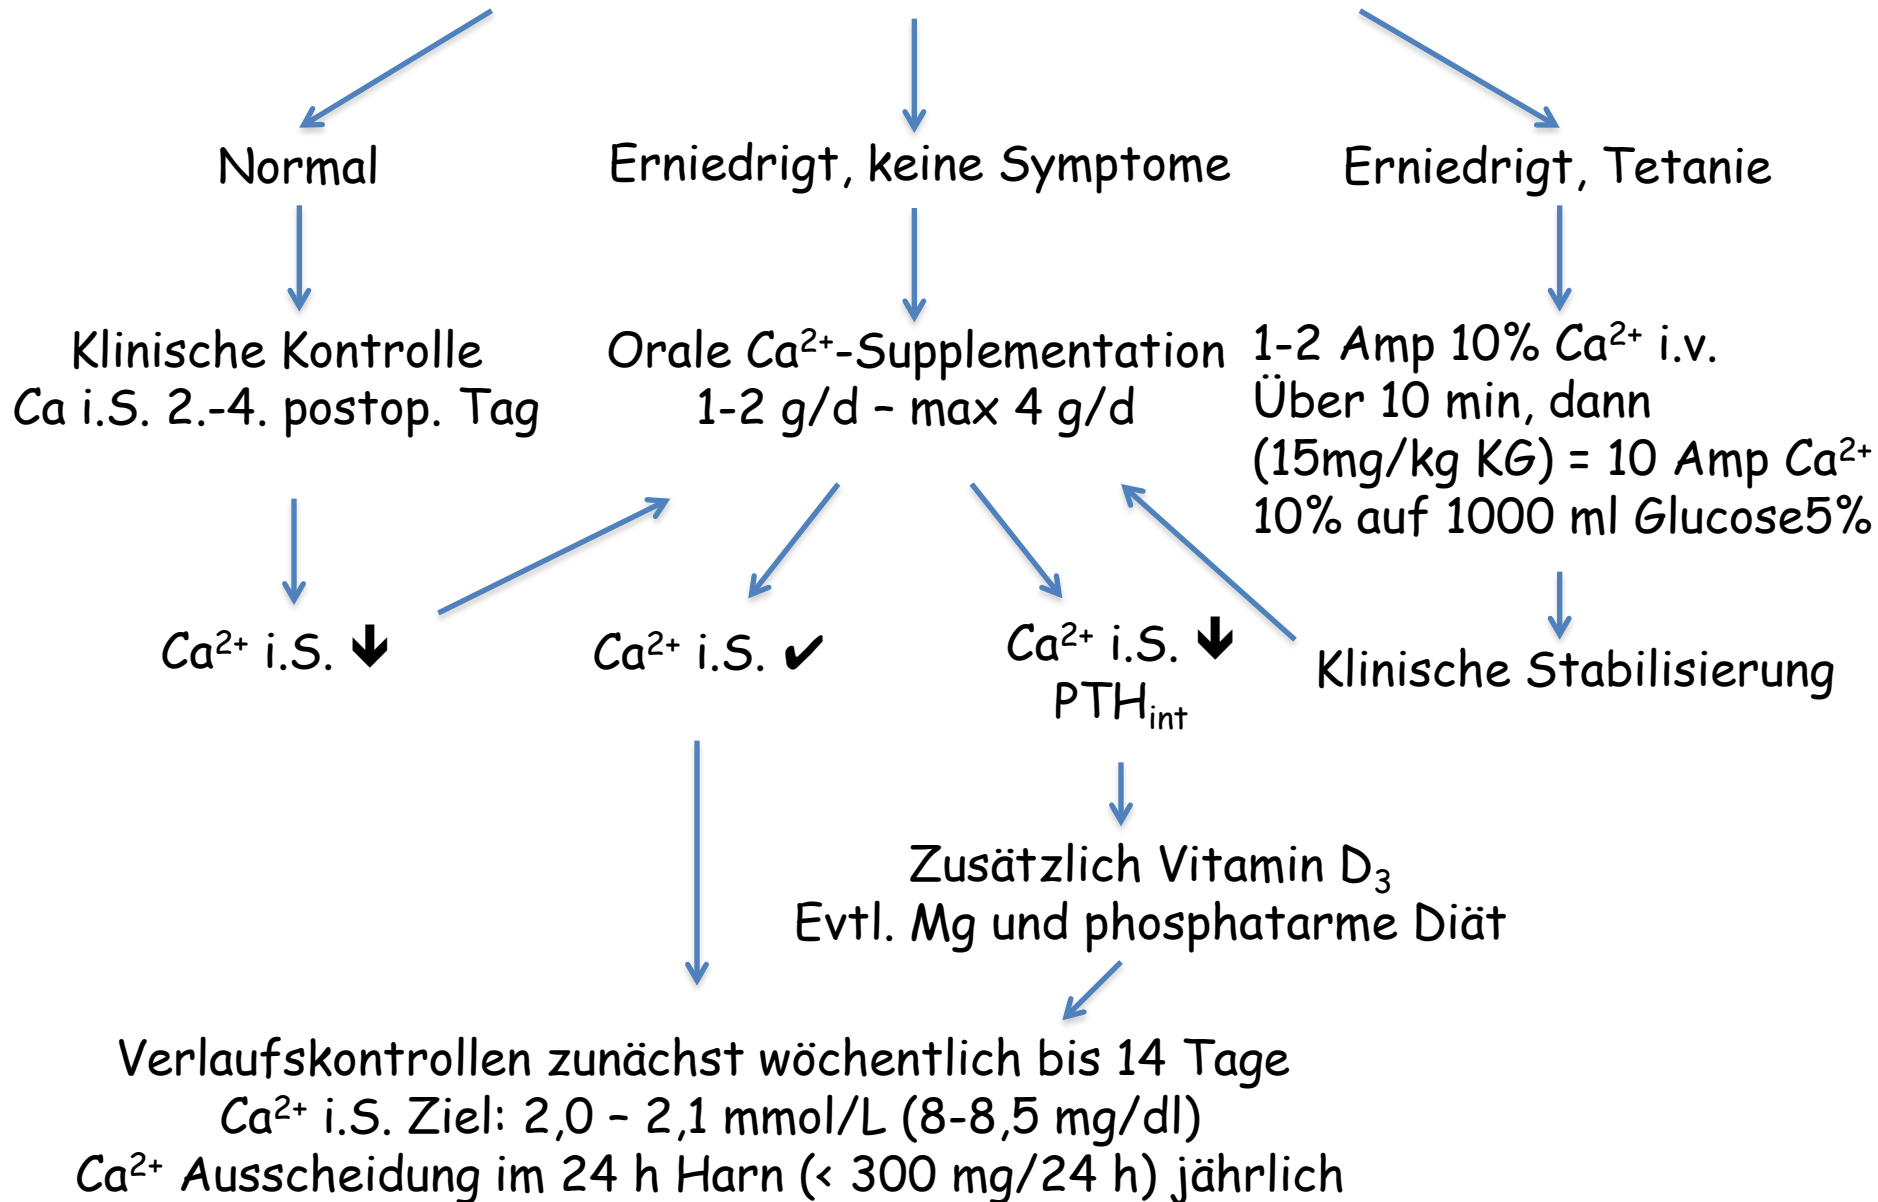 Normal
Erniedrigt, keine Symptome
Erniedrigt, Tetanie
Klinische Kontrolle
Ca i.S. 2.-4. postop. Tag
Orale Ca²⁺-Supplementation
1-2 g/d – max 4 g/d
1-2 Amp 10% Ca²⁺ i.v.
Über 10 min, dann
(15mg/kg KG) = 10 Amp Ca²⁺
10% auf 1000 ml Glucose5%
Ca²⁺ i.S. 🡻
Ca²⁺ i.S. ✔
Ca²⁺ i.S. 🡻
PTHint
Klinische Stabilisierung
Zusätzlich Vitamin D₃
Evtl. Mg und phosphatarme Diät
Verlaufskontrollen zunächst wöchentlich bis 14 Tage
Ca²⁺ i.S. Ziel: 2,0 – 2,1 mmol/L (8-8,5 mg/dl)
Ca²⁺ Ausscheidung im 24 h Harn (< 300 mg/24 h) jährlich